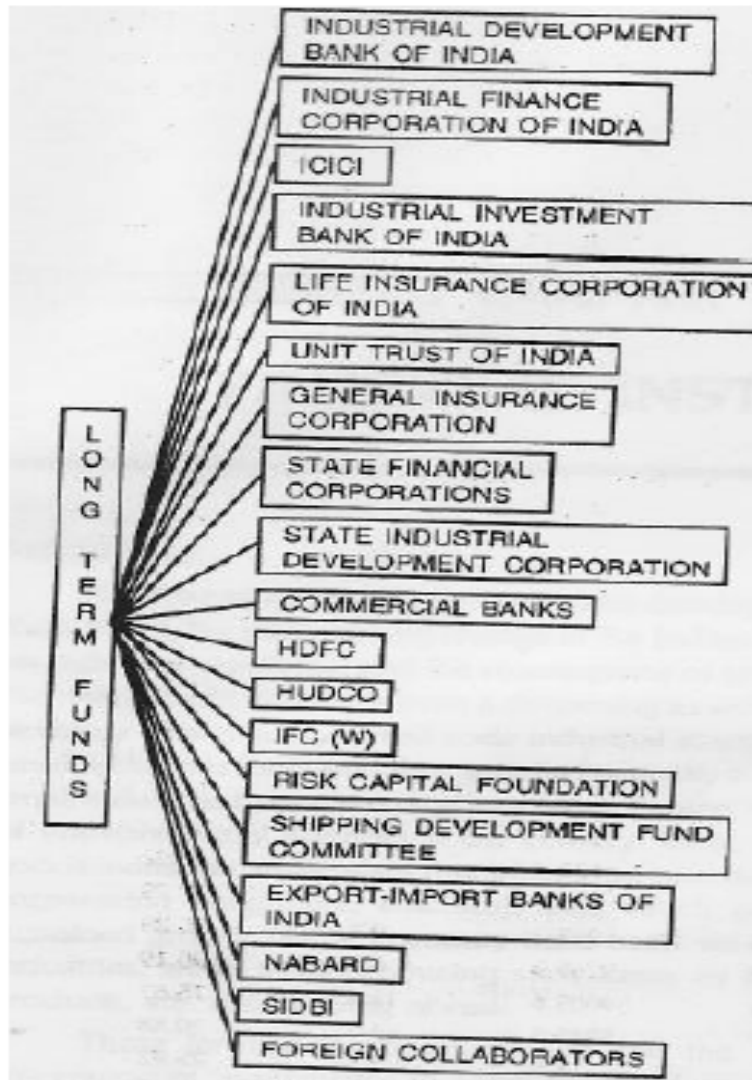 INDUSTRIAL DEVELOPMENT
BANK OF INDIA
INDUSTRIAL FINANCE
CORPORATION OF INDIA
ICICI
INDUSTRIAL INVESTMENT
BANK OF INDIA
LIFE INSURANCE CORPORATION
OF INDIA
UNIT TRUST OF INDIA
GENERAL INSURANCE
CORPORATION
STATE FINANCIAL
CORPORATIONS
STATE INDUSTRIAL
DEVELOPMENT CORPORATION
COMMERCIAL BANKS
HDFC
HUDCO
IFC (W)
RISK CAPITAL FOUNDATION
SHIPPING DEVELOPMENT FUND
COMMITTEE
EXPORT-IMPORT BANKS OF
INDIA
NABARD
SIDBI
FOREIGN COLLABORATORS
LONG TERM FUNDS